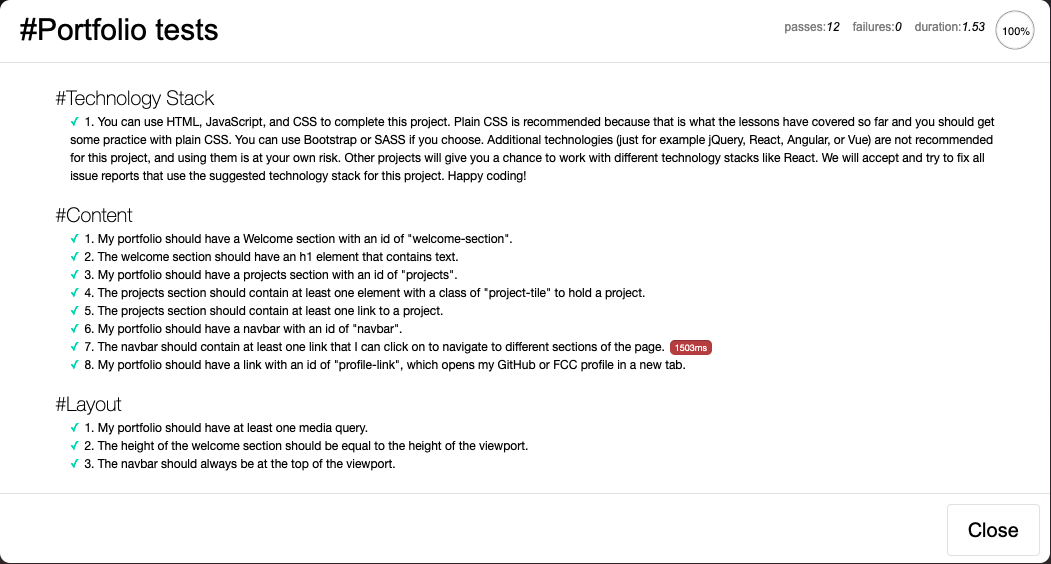 #Portfolio tests
passes:12 failures:0 duration:1.53 100%
#Technology Stack
✓ 1. You can use HTML, JavaScript, and CSS to complete this project. Plain CSS is recommended because that is what the lessons have covered so far and you should get
some practice with plain CSS. You can use Bootstrap or SASS if you choose. Additional technologies (just for example jQuery, React, Angular, or Vue) are not recommended
for this project, and using them is at your own risk. Other projects will give you a chance to work with different technology stacks like React. We will accept and try to fix all
issue reports that use the suggested technology stack for this project. Happy coding!
#Content
✓ 1. My portfolio should have a Welcome section with an id of "welcome-section".
✓ 2. The welcome section should have an h1 element that contains text.
✓ 3. My portfolio should have a projects section with an id of "projects".
✓ 4. The projects section should contain at least one element with a class of "project-tile" to hold a project.
✓ 5. The projects section should contain at least one link to a project.
✓ 6. My portfolio should have a navbar with an id of "navbar".
✓ 7. The navbar should contain at least one link that I can click on to navigate to different sections of the page. 1503ms
✓ 8. My portfolio should have a link with an id of "profile-link", which opens my GitHub or FCC profile in a new tab.
#Layout
✓ 1. My portfolio should have at least one media query.
✓ 2. The height of the welcome section should be equal to the height of the viewport.
✓ 3. The navbar should always be at the top of the viewport.
Close